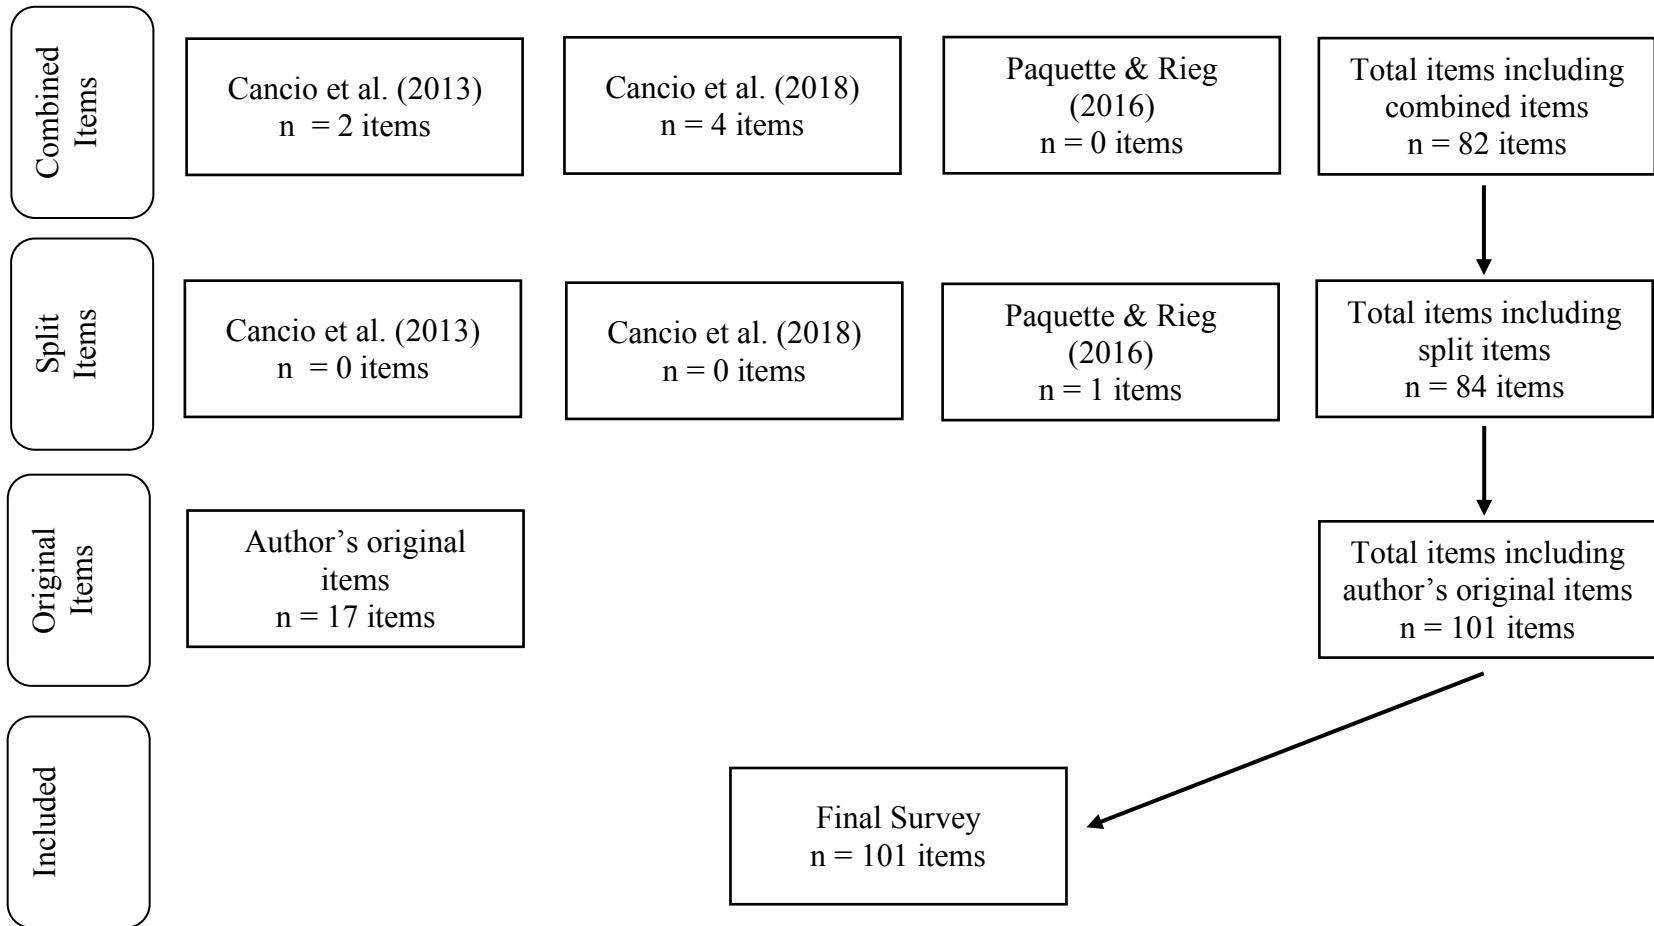 Combined
Items
Cancio et al. (2013)
n = 2 items
Cancio et al. (2018)
n = 4 items
Paquette & Rieg
(2016)
n = 0 items
Total items including
combined items
n = 82 items
Split
Items
Cancio et al. (2013)
n = 0 items
Cancio et al. (2018)
n = 0 items
Paquette & Rieg
(2016)
n = 1 items
Total items including
split items
n = 84 items
Original
Items
Author’s original
items
n = 17 items
Total items including
author’s original items
n = 101 items
Included
Final Survey
n = 101 items